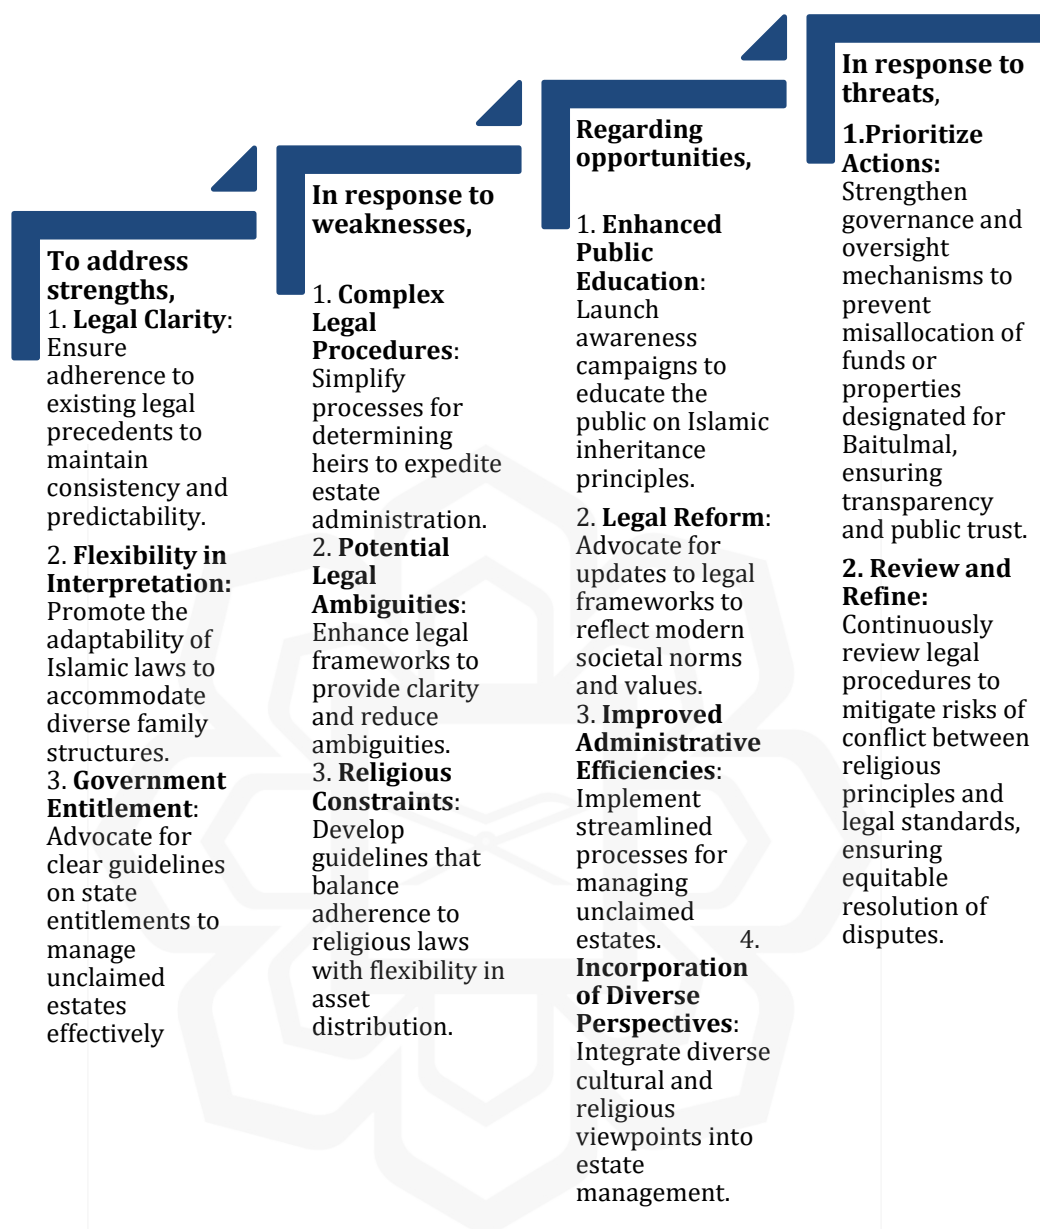 To address
strengths,
1. Legal Clarity:
Ensure
adherence to
existing legal
precedents to
maintain
consistency and
predictability.
2. Flexibility in
Interpretation:
Promote the
adaptability of
Islamic laws to
accommodate
diverse family
structures.
3. Government
Entitlement:
Advocate for
clear guidelines
on state
entitlements to
manage
unclaimed
estates
effectively
In response to
weaknesses,
1. Complex
Legal
Procedures:
Simplify
processes for
determining
heirs to expedite
estate
administration.
2. Potential
Legal
Ambiguities:
Enhance legal
frameworks to
provide clarity
and reduce
ambiguities.
3. Religious
Constraints:
Develop
guidelines that
balance
adherence to
religious laws
with flexibility in
asset
distribution.
Regarding
opportunities,
1. Enhanced
Public
Education:
Launch
awareness
campaigns to
educate the
public on Islamic
inheritance
principles.
2. Legal Reform:
Advocate for
updates to legal
frameworks to
reflect modern
societal norms
and values.
3. Improved
Administrative
Efficiencies:
Implement
streamlined
processes for
managing
unclaimed
estates. 4.
Incorporation
of Diverse
Perspectives:
Integrate diverse
cultural and
religious
viewpoints into
estate
management.
In response to
threats,
1.Prioritize
Actions:
Strengthen
governance and
oversight
mechanisms to
prevent
misallocation of
funds or
properties
designated for
Baitulmal,
ensuring
transparency
and public trust.
2. Review and
Refine:
Continuously
review legal
procedures to
mitigate risks of
conflict between
religious
principles and
legal standards,
ensuring
equitable
resolution of
disputes.